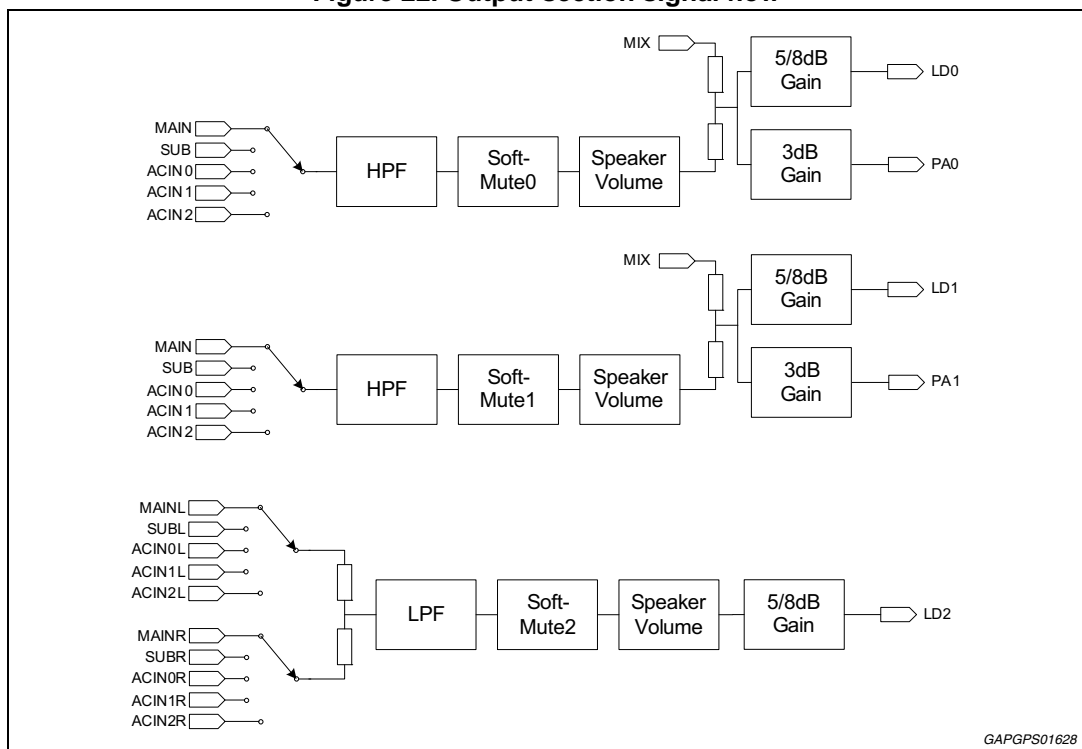 Figure 22. Output section signal flow
MIX
5/8dB
Gain
LD0
MAIN
SUB
ACIN0
ACIN1
ACIN2
HPF
Soft-
Mute0
Speaker
Volume
3dB
Gain
PA0
MIX
5/8dB
Gain
LD1
MAIN
SUB
ACIN0
ACIN1
ACIN2
HPF
Soft-
Mute1
Speaker
Volume
3dB
Gain
PA1
MAINL
SUBL
ACIN0L
ACIN1L
ACIN2L
MAINR
SUBR
ACIN0R
ACIN1R
ACIN2R
LPF
Soft-
Mute2
Speaker
Volume
5/8dB
Gain
LD2
GAPGPS01628